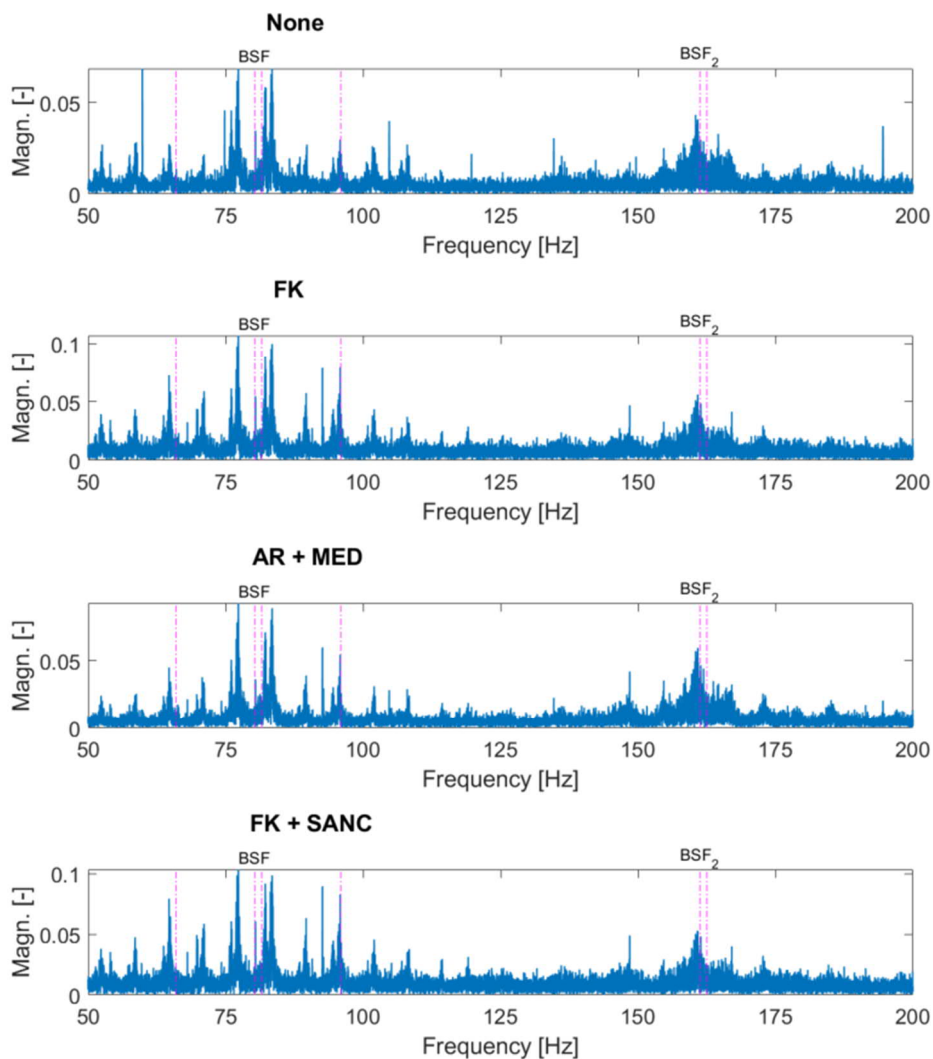 None
BSF BSF₂
0.05
0
Magn. [-]
50 75 100 125 150 175 200
Frequency [Hz]
FK
BSF BSF₂
0.1
0.05
0
Magn. [-]
50 75 100 125 150 175 200
Frequency [Hz]
AR + MED
BSF BSF₂
0.05
0
Magn. [-]
50 75 100 125 150 175 200
Frequency [Hz]
FK + SANC
BSF BSF₂
0.1
0.05
0
Magn. [-]
50 75 100 125 150 175 200
Frequency [Hz]